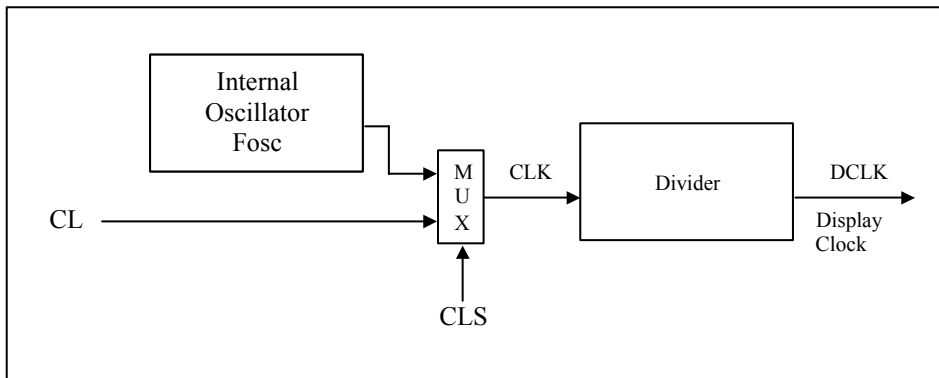 Internal
Oscillator
Fosc
M
U
X
CL
CLS
CLK
Divider
DCLK
Display
Clock